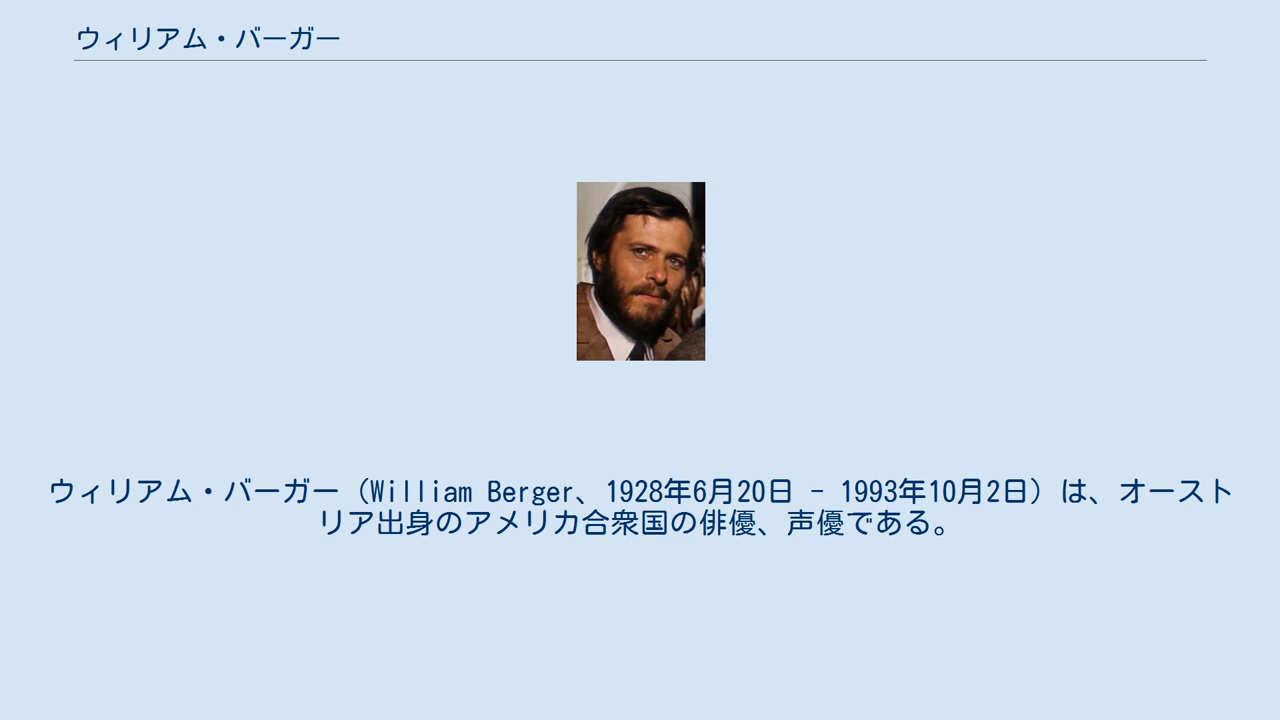 ウィリアム・バーガー
ウィリアム・バーガー（William Berger、1928年6月20日 - 1993年10月2日）は、オースト
リア出身のアメリカ合衆国の俳優、声優である。